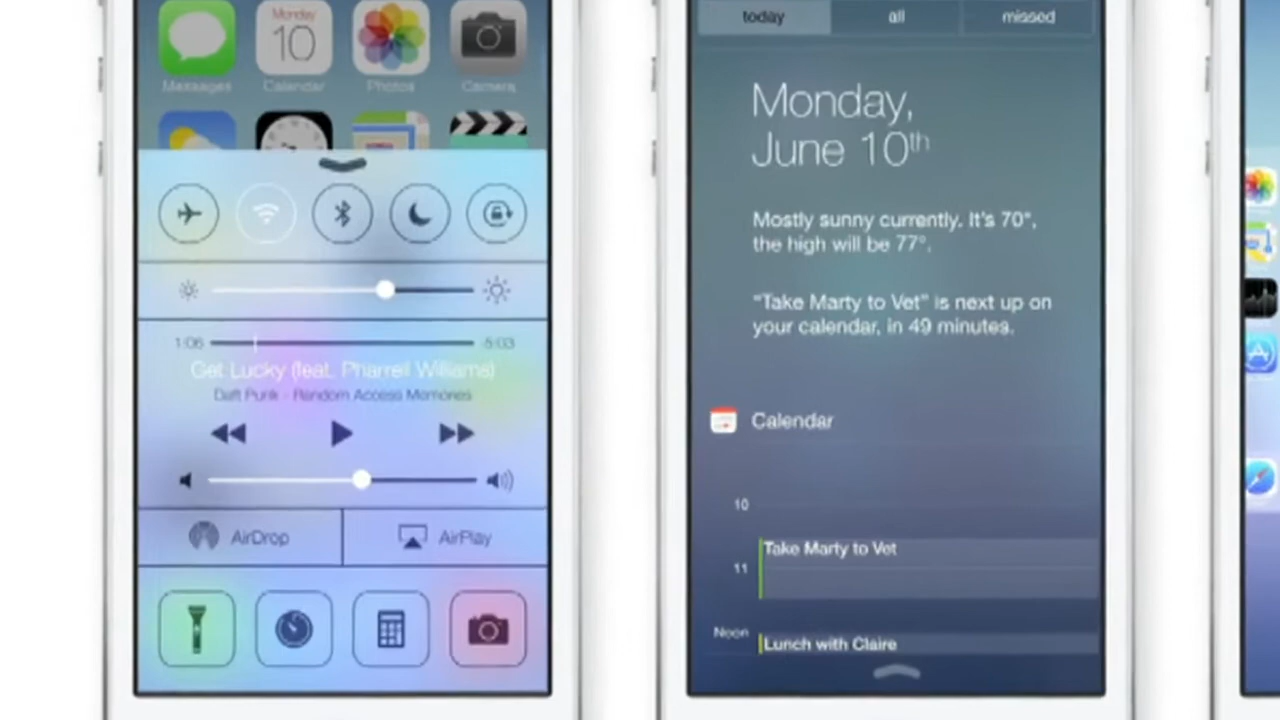 Monday
10
Messages
Calendar
Photos
Camera
1:06
-5:03
Get Lucky (feat. Pharrell Williams)
Daft Punk - Random Access Memories
AirDrop
AirPlay
today
all
missed
Monday,
June 10th
Mostly sunny currently. It's 70°,
the high will be 77°.
"Take Marty to Vet" is next up on
your calendar, in 49 minutes.
Calendar
10
Take Marty to Vet
11
Noon
Lunch with Claire